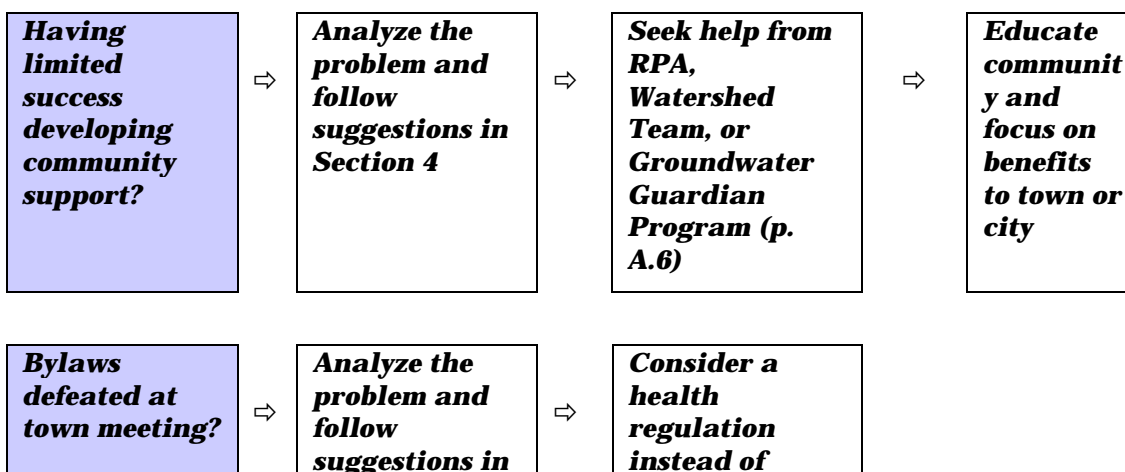 Having
limited
success
developing
community
support?
⇨
Analyze the
problem and
follow
suggestions in
Section 4
⇨
Seek help from
RPA,
Watershed
Team, or
Groundwater
Guardian
Program (p.
A.6)
⇨
Educate
communit
y and
focus on
benefits
to town or
city
Bylaws
defeated at
town meeting?
⇨
Analyze the
problem and
follow
suggestions in
⇨
Consider a
health
regulation
instead of